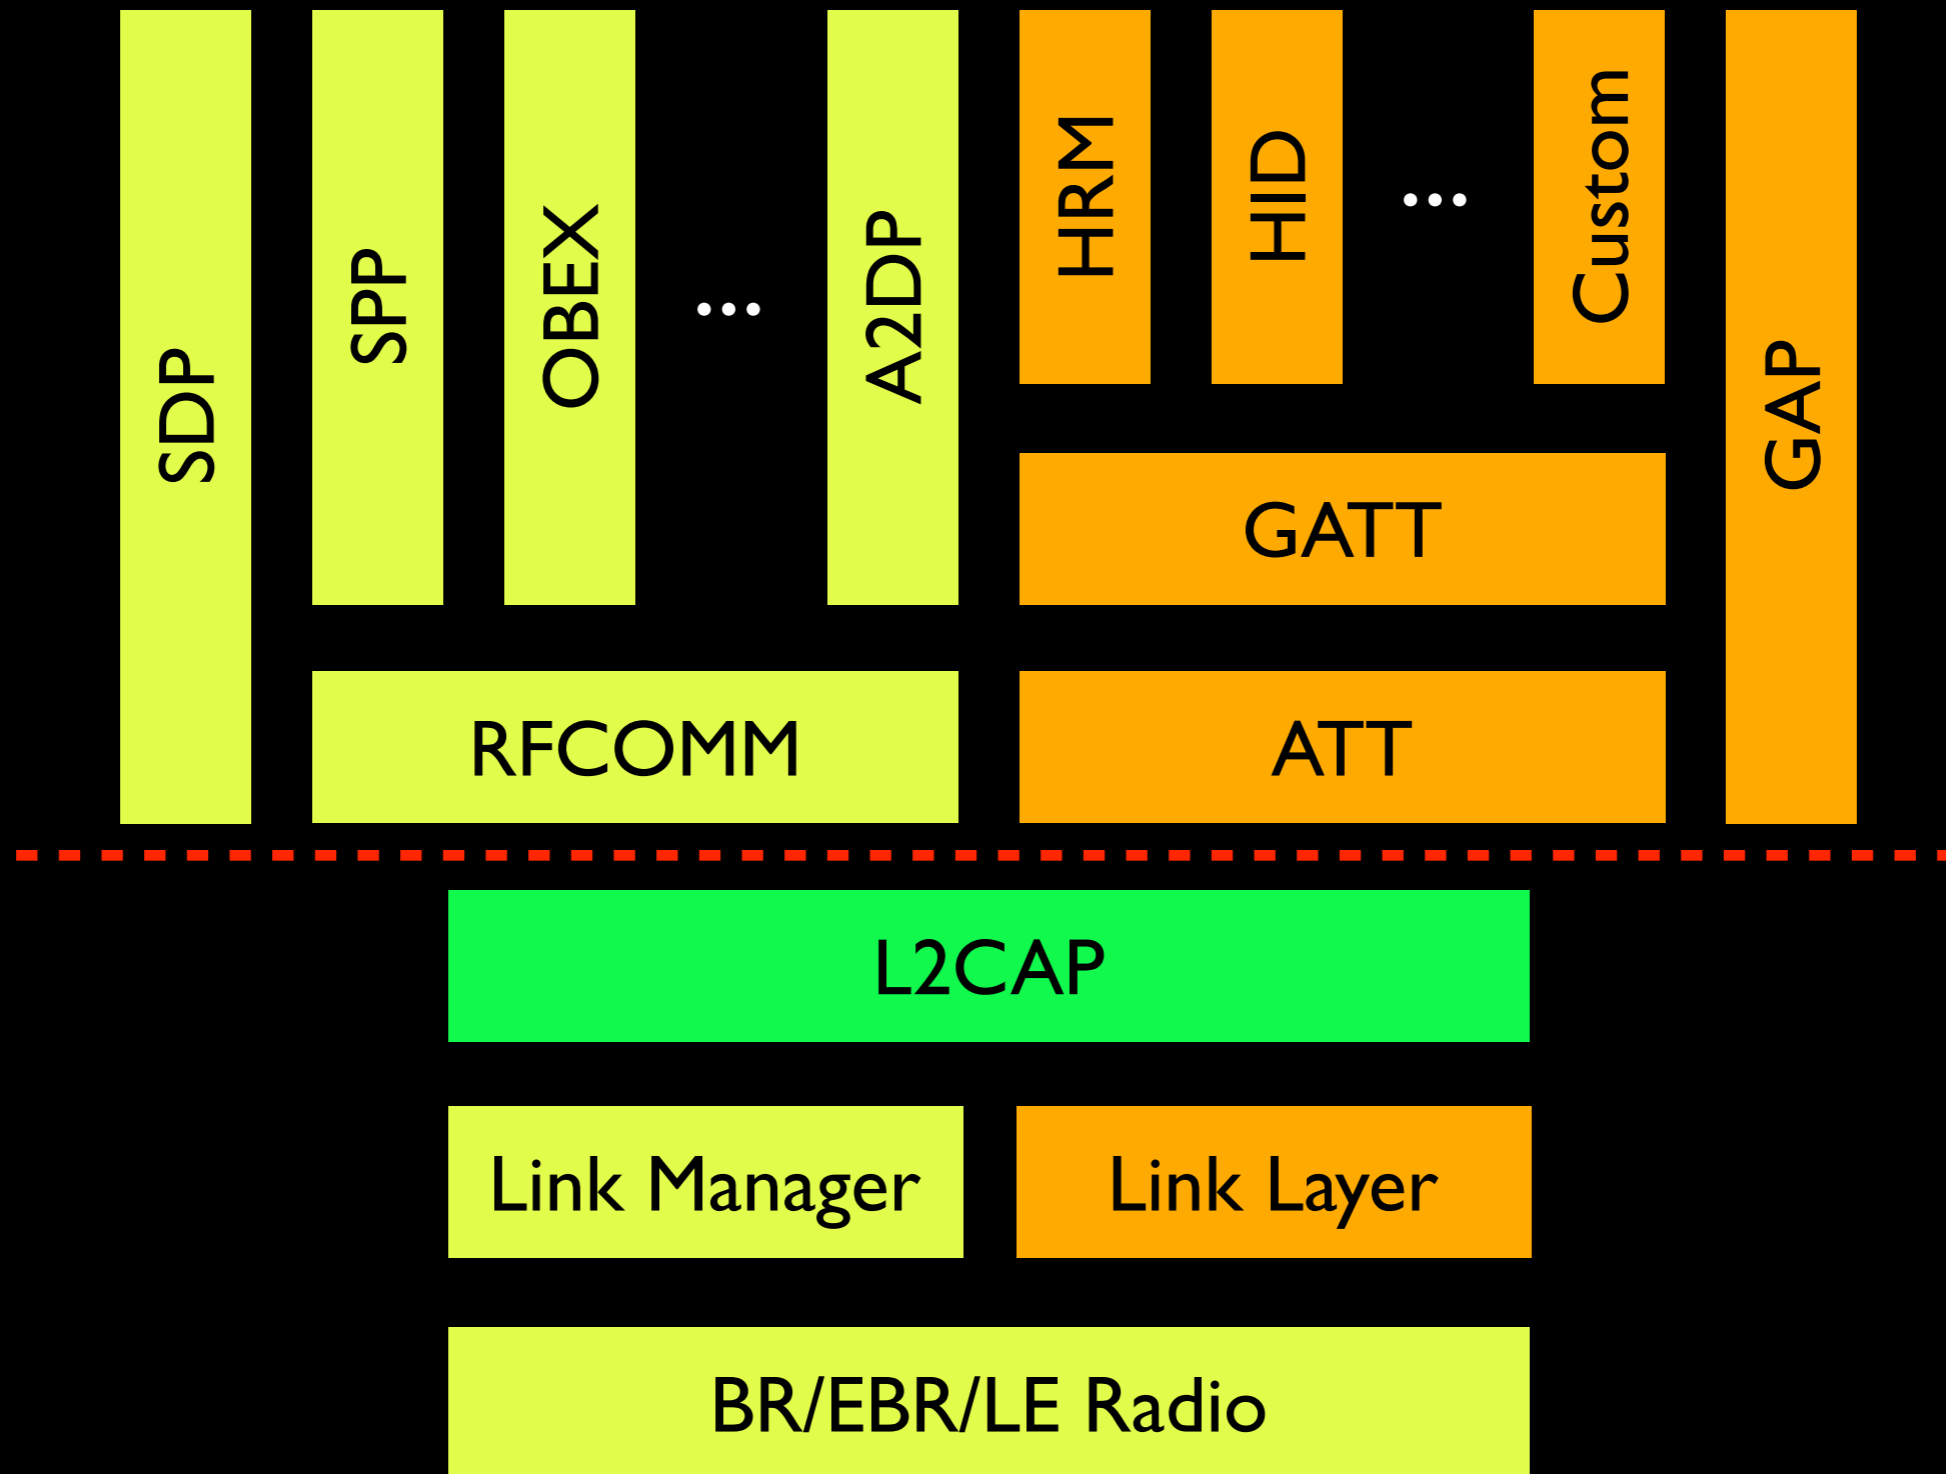 SDP
SPP
OBEX
...
A2DP
HRM
HID
...
Custom
GAP
GATT
RFCOMM
ATT
L2CAP
Link Manager
Link Layer
BR/EBR/LE Radio